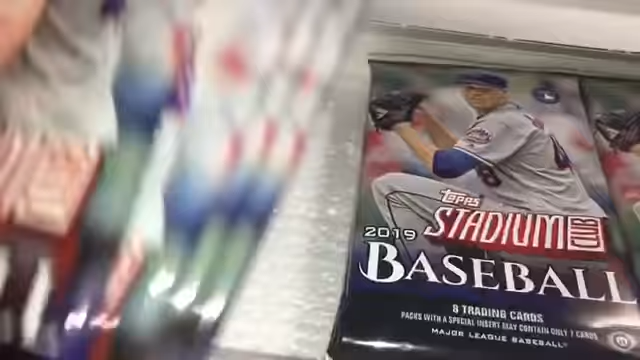 48
TOPPS
STADIUM CLUB
2019
BASEBALL
8 TRADING CARDS
PACKS WITH A SPECIAL INSERT MAY CONTAIN ONLY 7 CARDS
MAJOR LEAGUE BASEBALL